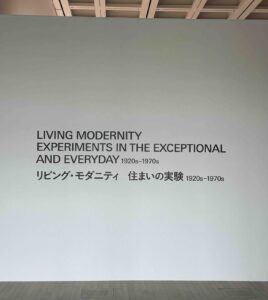 LIVING MODERNITY
EXPERIMENTS IN THE EXCEPTIONAL
AND EVERYDAY 1920s–1970s
リビング・モダニティ 住まいの実験 1920s–1970s